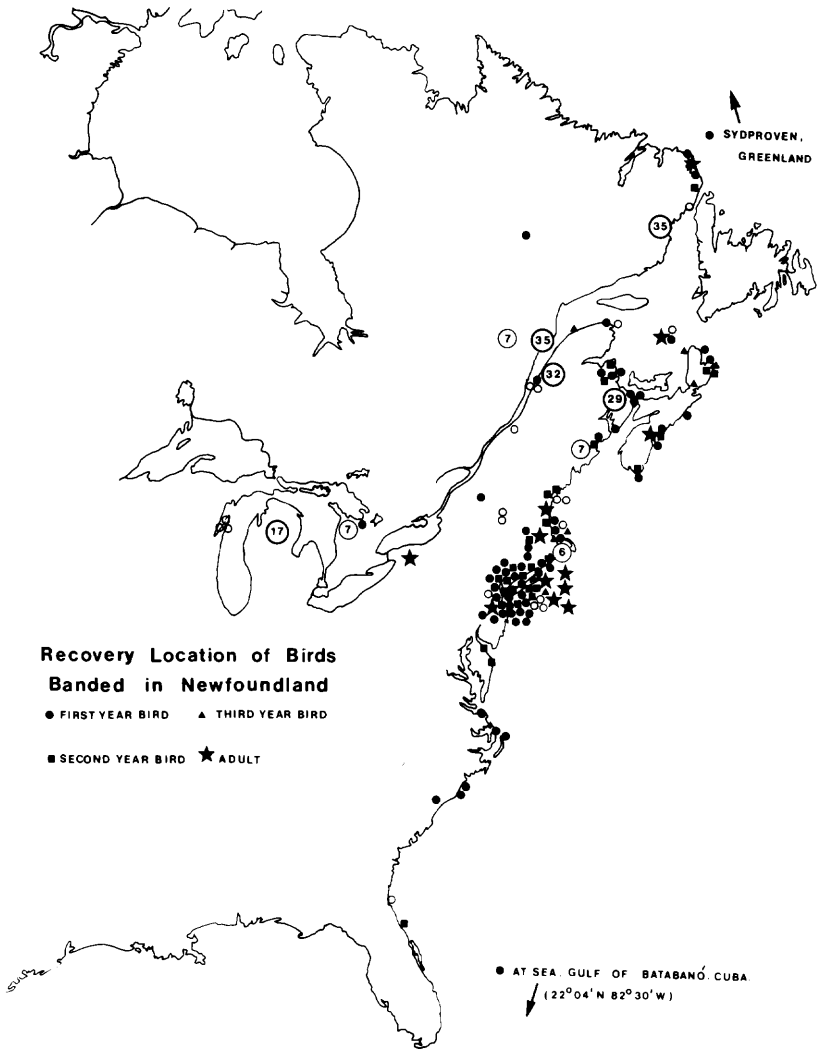 SYDPROVEN,
GREENLAND
35
7
35
32
29
7
17
7
6
Recovery Location of Birds
Banded in Newfoundland
FIRST YEAR BIRD
THIRD YEAR BIRD
SECOND YEAR BIRD
ADULT
AT SEA. GULF OF BATABANÓ. CUBA.
(22°04'N 82°30'W)